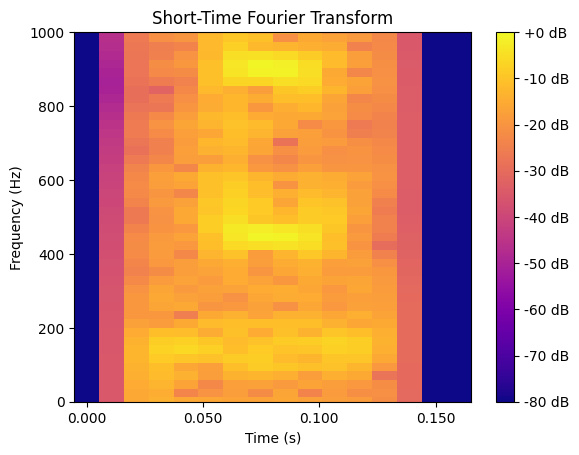 Short-Time Fourier Transform
1000
800
600
400
200
0
Frequency (Hz)
0.000
0.050
0.100
0.150
Time (s)
+0 dB
-10 dB
-20 dB
-30 dB
-40 dB
-50 dB
-60 dB
-70 dB
-80 dB